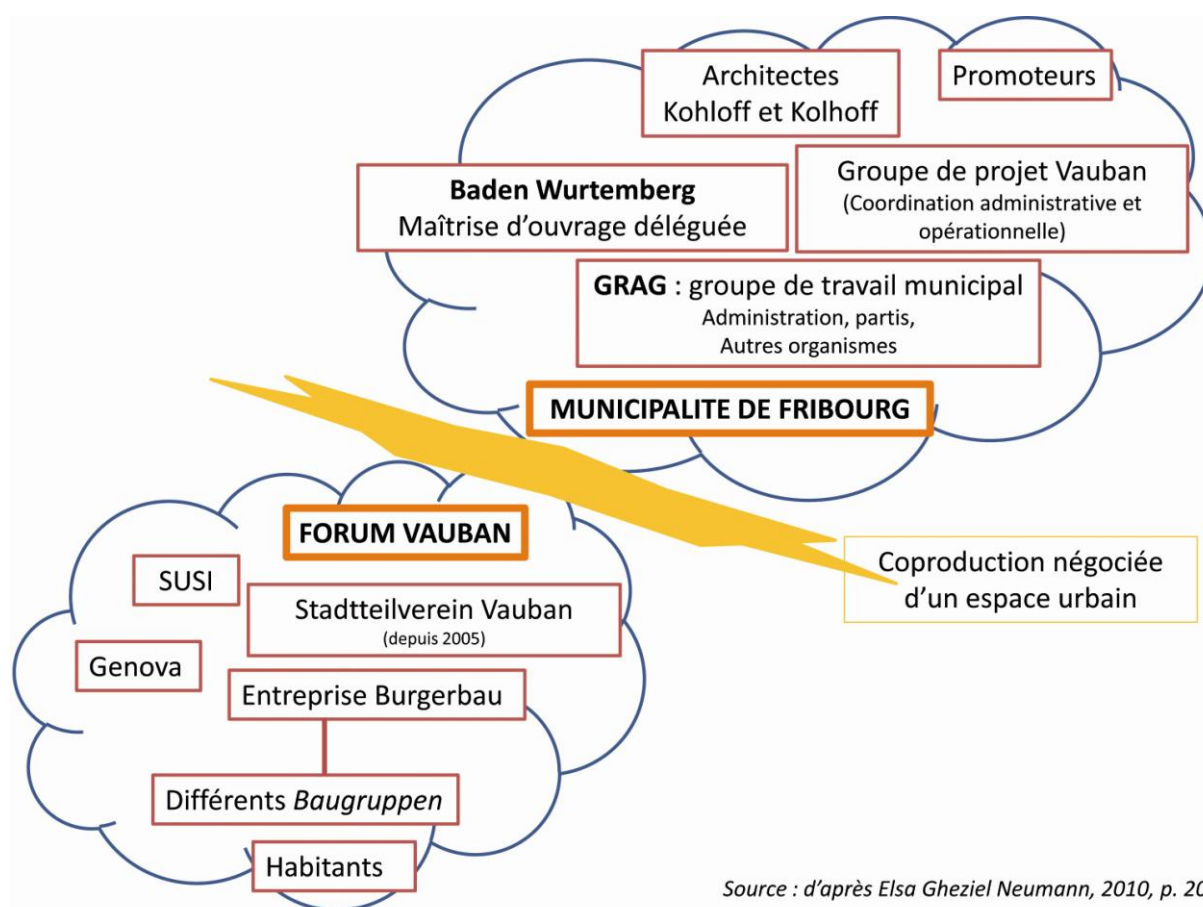 Architectes
Kohloff et Kolhoff
Promoteurs
Baden Wurtemberg
Maîtrise d'ouvrage déléguée
Groupe de projet Vauban
(Coordination administrative et
opérationnelle)
GRAG : groupe de travail municipal
Administration, partis,
Autres organismes
MUNICIPALITE DE FRIBOURG
FORUM VAUBAN
SUSI
Stadtteilverein Vauban
(depuis 2005)
Genova
Entreprise Burgerbau
Différents Baugruppen
Habitants
Coproduction négociée
d'un espace urbain
Source : d'après Elsa Gheziel Neumann, 2010, p. 20